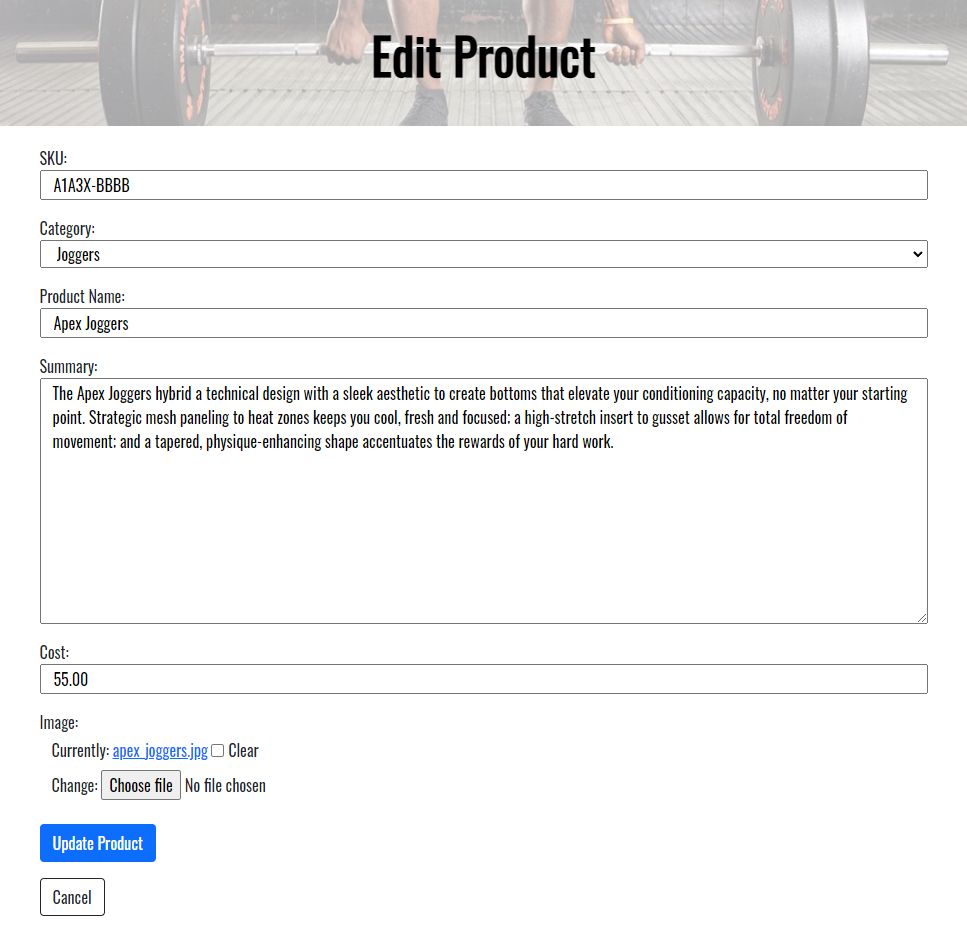 Edit Product
SKU:
A1A3X-BBBB
Category:
Joggers
Product Name:
Apex Joggers
Summary:
The Apex Joggers hybrid a technical design with a sleek aesthetic to create bottoms that elevate your conditioning capacity, no matter your starting
point. Strategic mesh paneling to heat zones keeps you cool, fresh and focused; a high-stretch insert to gusset allows for total freedom of
movement; and a tapered, physique-enhancing shape accentuates the rewards of your hard work.
Cost:
55.00
Image:
Currently: apex_joggers.jpg Clear
Change: Choose file No file chosen
Update Product
Cancel